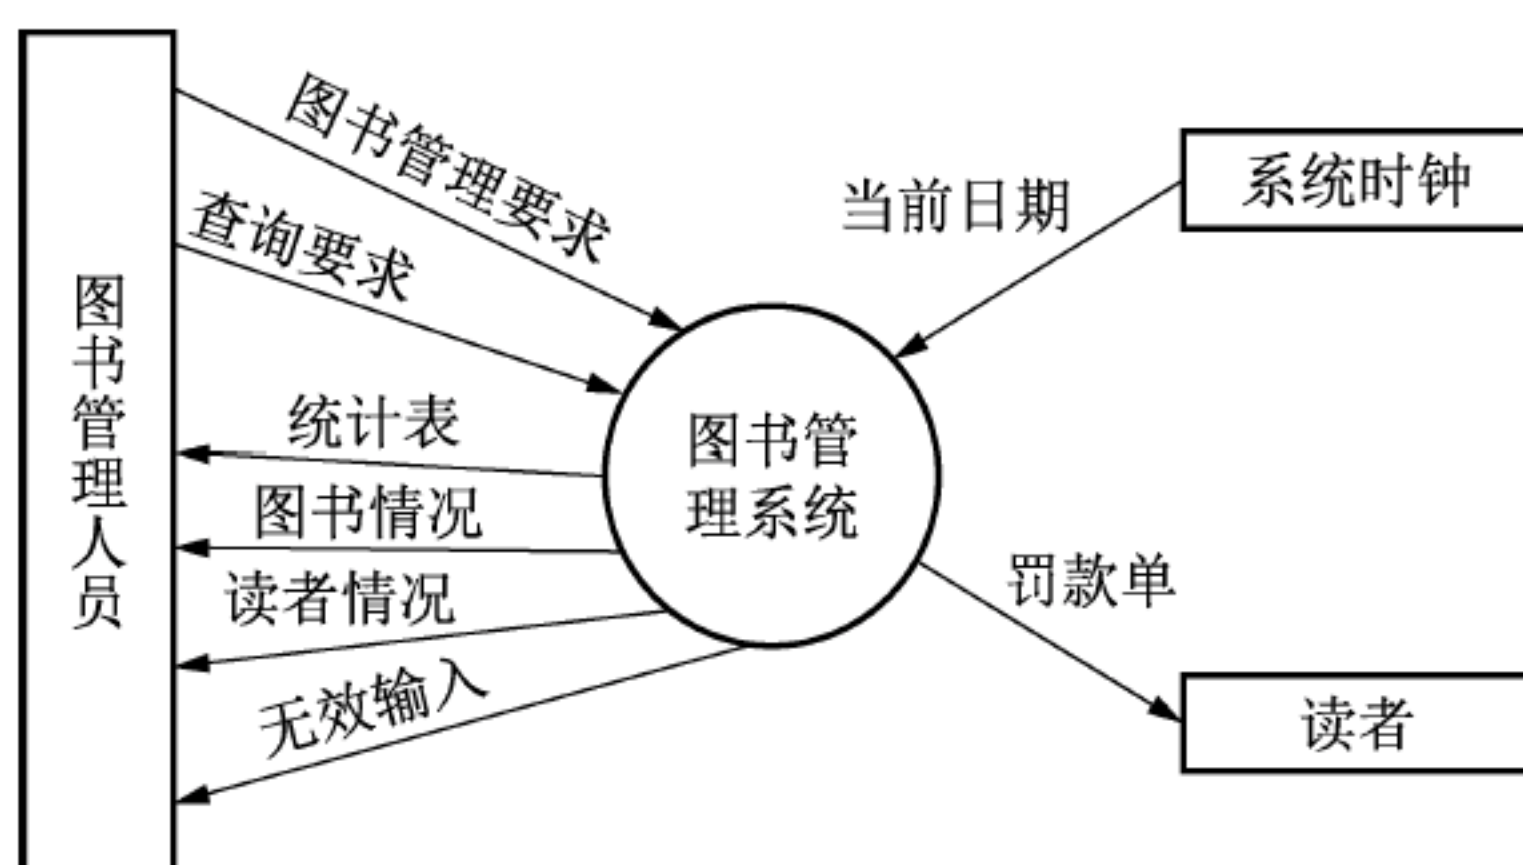 图书管理人员
图书管理要求
查询要求
统计表
图书情况
读者情况
无效输入
图书管
理系统
当前日期
系统时钟
罚款单
读者